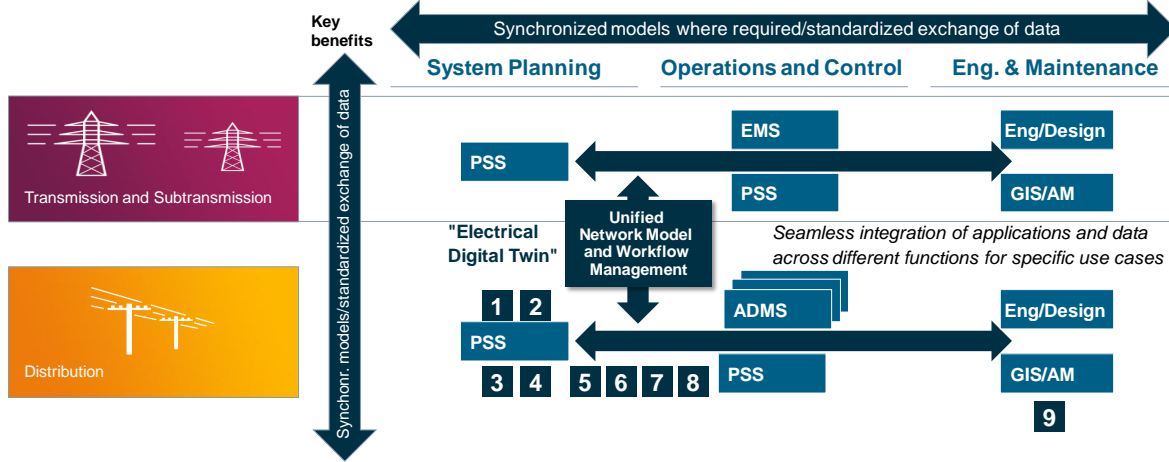 Key
benefits
Synchronized models where required/standardized exchange of data
System Planning
Operations and Control
Eng. & Maintenance
Synchonr. models/standardized exchange of data
Transmission and Subtransmission
PSS
EMS
PSS
Eng/Design
GIS/AM
"Electrical
Digital Twin"
Unified
Network Model
and Workflow
Management
Seamless integration of applications and data
across different functions for specific use cases
Distribution
1 2
PSS
3 4
5 6 7 8
ADMS
PSS
Eng/Design
GIS/AM
9